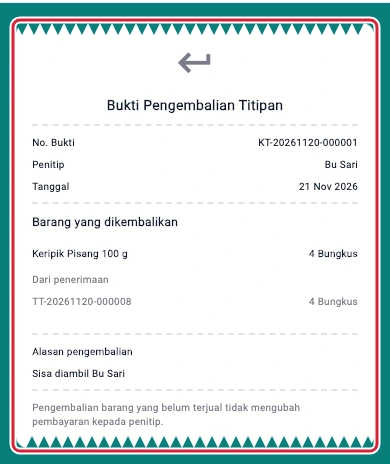 Bukti Pengembalian Titipan
No. Bukti KT-20261120-000001
Penitip Bu Sari
Tanggal 21 Nov 2026
Barang yang dikembalikan
Keripik Pisang 100 g 4 Bungkus
Dari penerimaan
TT-20261120-000008 4 Bungkus
Alasan pengembalian
Sisa diambil Bu Sari
Pengembalian barang yang belum terjual tidak mengubah
pembayaran kepada penitip.